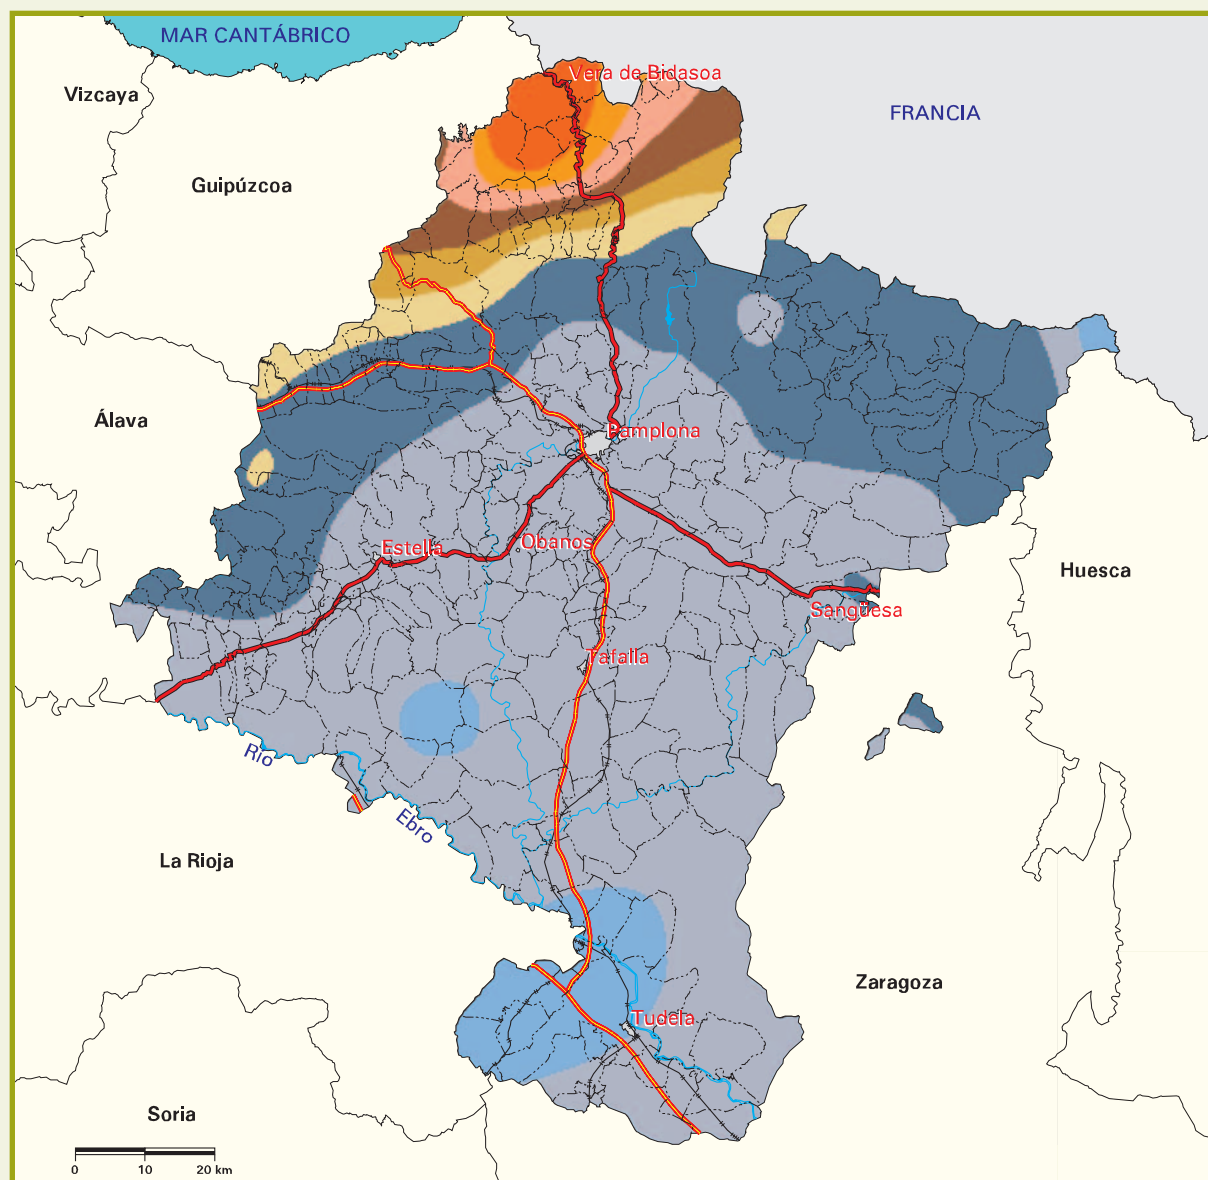 MAR CANTÁBRICO
Vera de Bidasoa
Vizcaya
FRANCIA
Guipúzcoa
Álava
Pamplona
Obanos
Estella
Huesca
Sangüesa
Tafalla
Río
Ebro
La Rioja
Zaragoza
Tudela
Soria
0 10 20 km